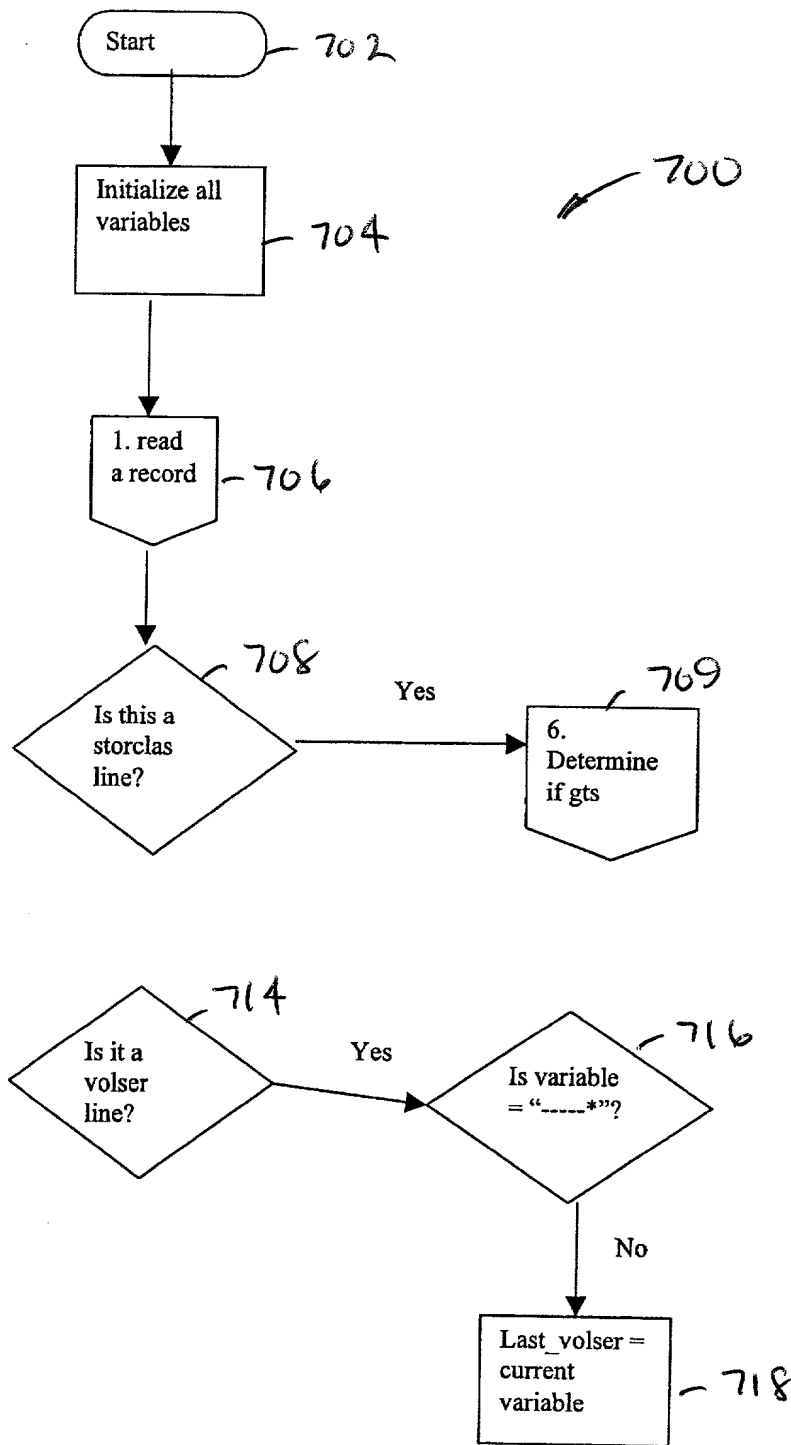 Start
702
700
Initialize all
variables
704
1. read
a record
706
708
Is this a
storclas
line?
Yes
709
6.
Determine
if gts
714
Is it a
volser
line?
Yes
716
Is variable
= “-----*”?
No
Last_volser =
current
variable
718